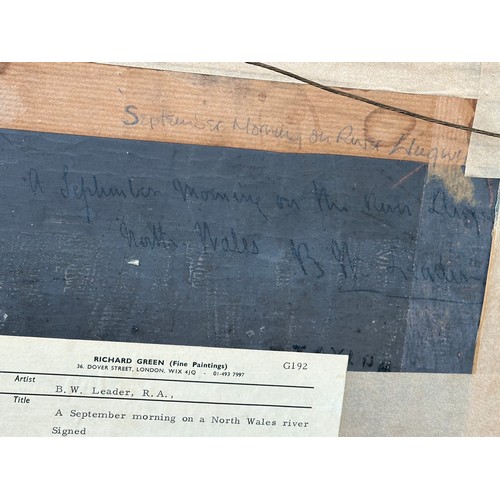 September Morning on River Llugwy
A September Morning on the River
North Wales B W Leader
RICHARD GREEN (Fine Paintings) G192
36, DOVER STREET, LONDON, W1X 4JQ - 01-493 7997
Artist B.W. Leader, R.A.,
Title
A September morning on a North Wales river
Signed